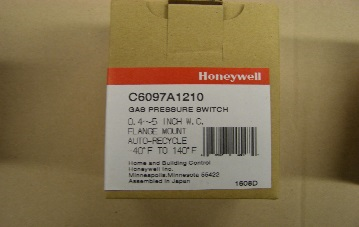 Honeywell
C6097A1210
GAS PRESSURE SWITCH
0.4~5 INCH W.C.
FLANGE MOUNT
AUTO-RECYCLE
-40°F TO 140°F
Home and Building Control
Honeywell Inc.
Minneapolis, Minnesota 55422
Assembled in Japan
1608D